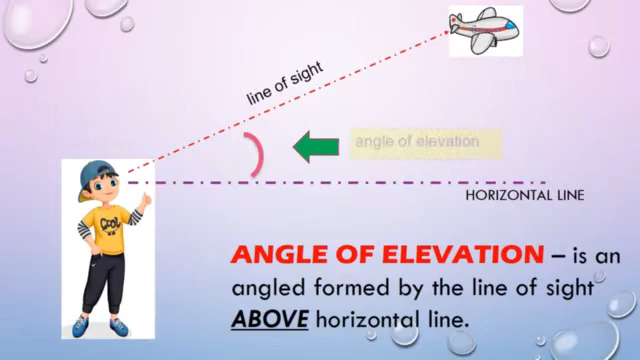 line of sight
angle of elevation
HORIZONTAL LINE
COOL
ANGLE OF ELEVATION – is an
angled formed by the line of sight
ABOVE horizontal line.